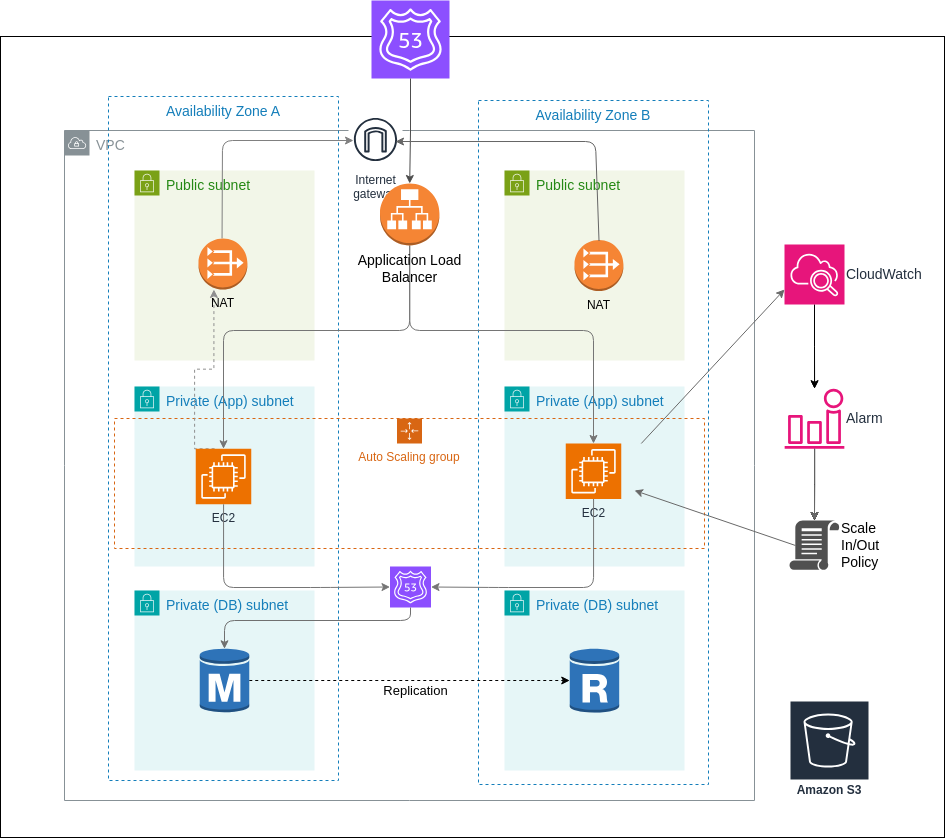 53
Availability Zone A
Availability Zone B
VPC
Internet
gateway
Public subnet
Public subnet
Application Load
Balancer
NAT
NAT
CloudWatch
Private (App) subnet
Private (App) subnet
Alarm
Auto Scaling group
EC2
EC2
Scale
In/Out
Policy
53
Private (DB) subnet
Private (DB) subnet
M
R
Replication
Amazon S3